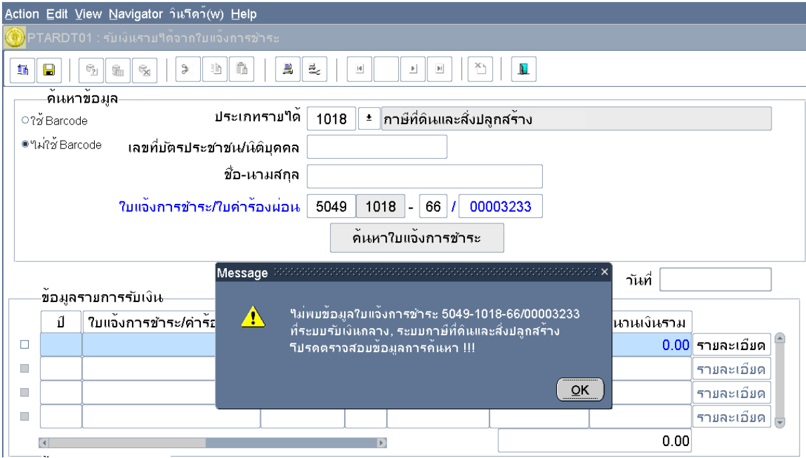 Action Edit View Navigator วินโดว์(w) Help
PTARDT01 : รับเงินรายได้จากใบแจ้งการชำระ
ค้นหาข้อมูล
ใช้ Barcode
ไม่ใช้ Barcode
ประเภทรายได้ 1018 ภาษีที่ดินและสิ่งปลูกสร้าง
เลขที่บัตรประชาชน/นิติบุคคล
ชื่อ-นามสกุล
ใบแจ้งการชำระ/ใบคำร้องผ่อน 5049 1018 - 66 / 00003233
ค้นหาใบแจ้งการชำระ
วันที่
Message
ไม่พบข้อมูลใบแจ้งการชำระ 5049-1018-66/00003233
ที่ระบบรับเงินกลาง, ระบบภาษีที่ดินและสิ่งปลูกสร้าง
โปรดตรวจสอบข้อมูลการค้นหา !!!
OK
ข้อมูลรายการรับเงิน
ปี ใบแจ้งการชำระ/คำร้อ นวนเงินรวม
0.00 รายละเอียด
รายละเอียด
รายละเอียด
รายละเอียด
0.00